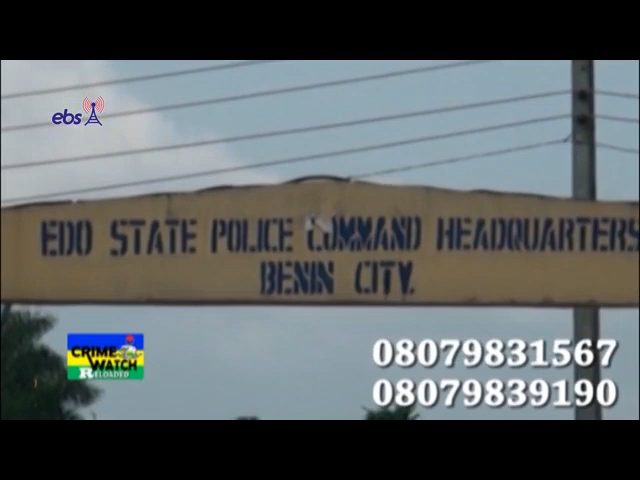 ebs
EDO STATE POLICE COMMAND HEADQUARTERS
BENIN CITY.
CRIME
WATCH
RELOADED
08079831567
08079839190